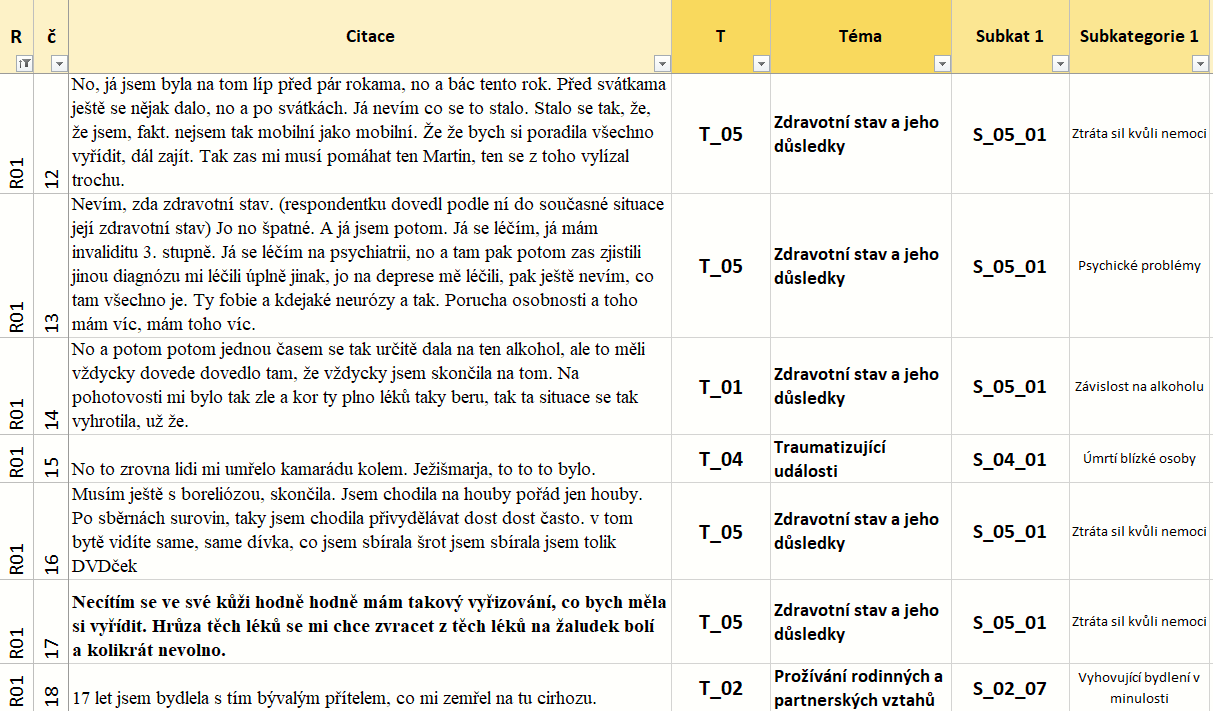 R č Citace T Téma Subkat 1 Subkategorie 1
No, já jsem byla na tom líp před pár rokama, no a bác tento rok. Před svátkama
ještě se nějak dalo, no a po svátkách. Já nevím co se to stalo. Stalo se tak, že,
že jsem, fakt. nejsem tak mobilní jako mobilní. Že že bych si poradila všechno
vyřídit, dál zajít. Tak zas mi musí pomáhat ten Martin, ten se z toho vylízal
trochu.
R01 12 T_05 Zdravotní stav a jeho
důsledky
S_05_01 Ztráta sil kvůli nemoci
Nevím, zda zdravotní stav. (respondentku dovedl podle ní do současné situace
její zdravotní stav) Jo no špatné. A já jsem potom. Já se léčím, já mám
invaliditu 3. stupně. Já se léčím na psychiatrii, no a tam pak potom zas zjistili
jinou diagnózu mi léčili úplně jinak, jo na deprese mě léčili, pak ještě nevím, co
tam všechno je. Ty fobie a kdejaké neurózy a tak. Porucha osobnosti a toho
mám víc, mám toho víc.
R01 13 T_05 Zdravotní stav a jeho
důsledky
S_05_01 Psychické problémy
No a potom potom jednou časem se tak určitě dala na ten alkohol, ale to měli
vždycky dovede dovedlo tam, že vždycky jsem skončila na tom. Na
pohotovosti mi bylo tak zle a kor ty plno léků taky beru, tak ta situace se tak
vyhrotila, už že.
R01 14 T_01 Zdravotní stav a jeho
důsledky
S_05_01 Závislost na alkoholu
No to zrovna lidi mi umřelo kamarádu kolem. Ježišmarja, to to to bylo.
R01 15 T_04 Traumatizující
události
S_04_01 Úmrtí blízké osoby
Musím ještě s boreliózou, skončila. Jsem chodila na houby pořád jen houby.
Po sběrnách surovin, taky jsem chodila přivydělávat dost dost často. v tom
bytě vidíte same, same dívka, co jsem sbírala šrot jsem sbírala jsem tolik
DVDček
R01 16 T_05 Zdravotní stav a jeho
důsledky
S_05_01 Ztráta sil kvůli nemoci
Necítím se ve své kůži hodně hodně mám takový vyřizování, co bych měla
si vyřídit. Hrůza těch léků se mi chce zvracet z těch léků na žaludek bolí
a kolikrát nevolno.
R01 17 T_05 Zdravotní stav a jeho
důsledky
S_05_01 Ztráta sil kvůli nemoci
17 let jsem bydlela s tím bývalým přítelem, co mi zemřel na tu cirhozu.
R01 18 T_02 Prožívání rodinných a
partnerských vztahů
S_02_07 Vyhovující bydlení v
minulosti